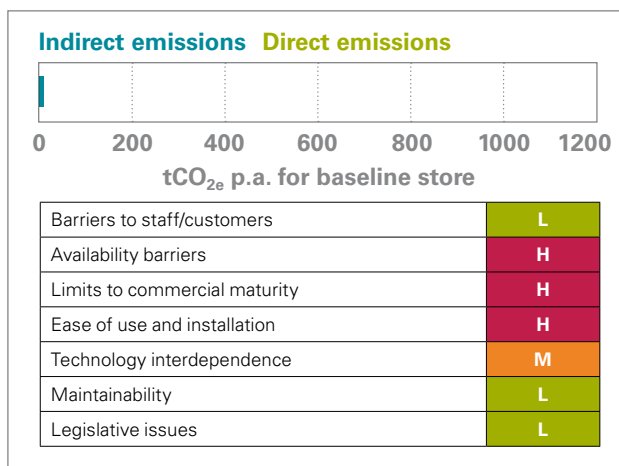 Indirect emissions Direct emissions
0 200 400 600 800 1000 1200
tCO2e p.a. for baseline store
Barriers to staff/customers L
Availability barriers H
Limits to commercial maturity H
Ease of use and installation H
Technology interdependence M
Maintainability L
Legislative issues L